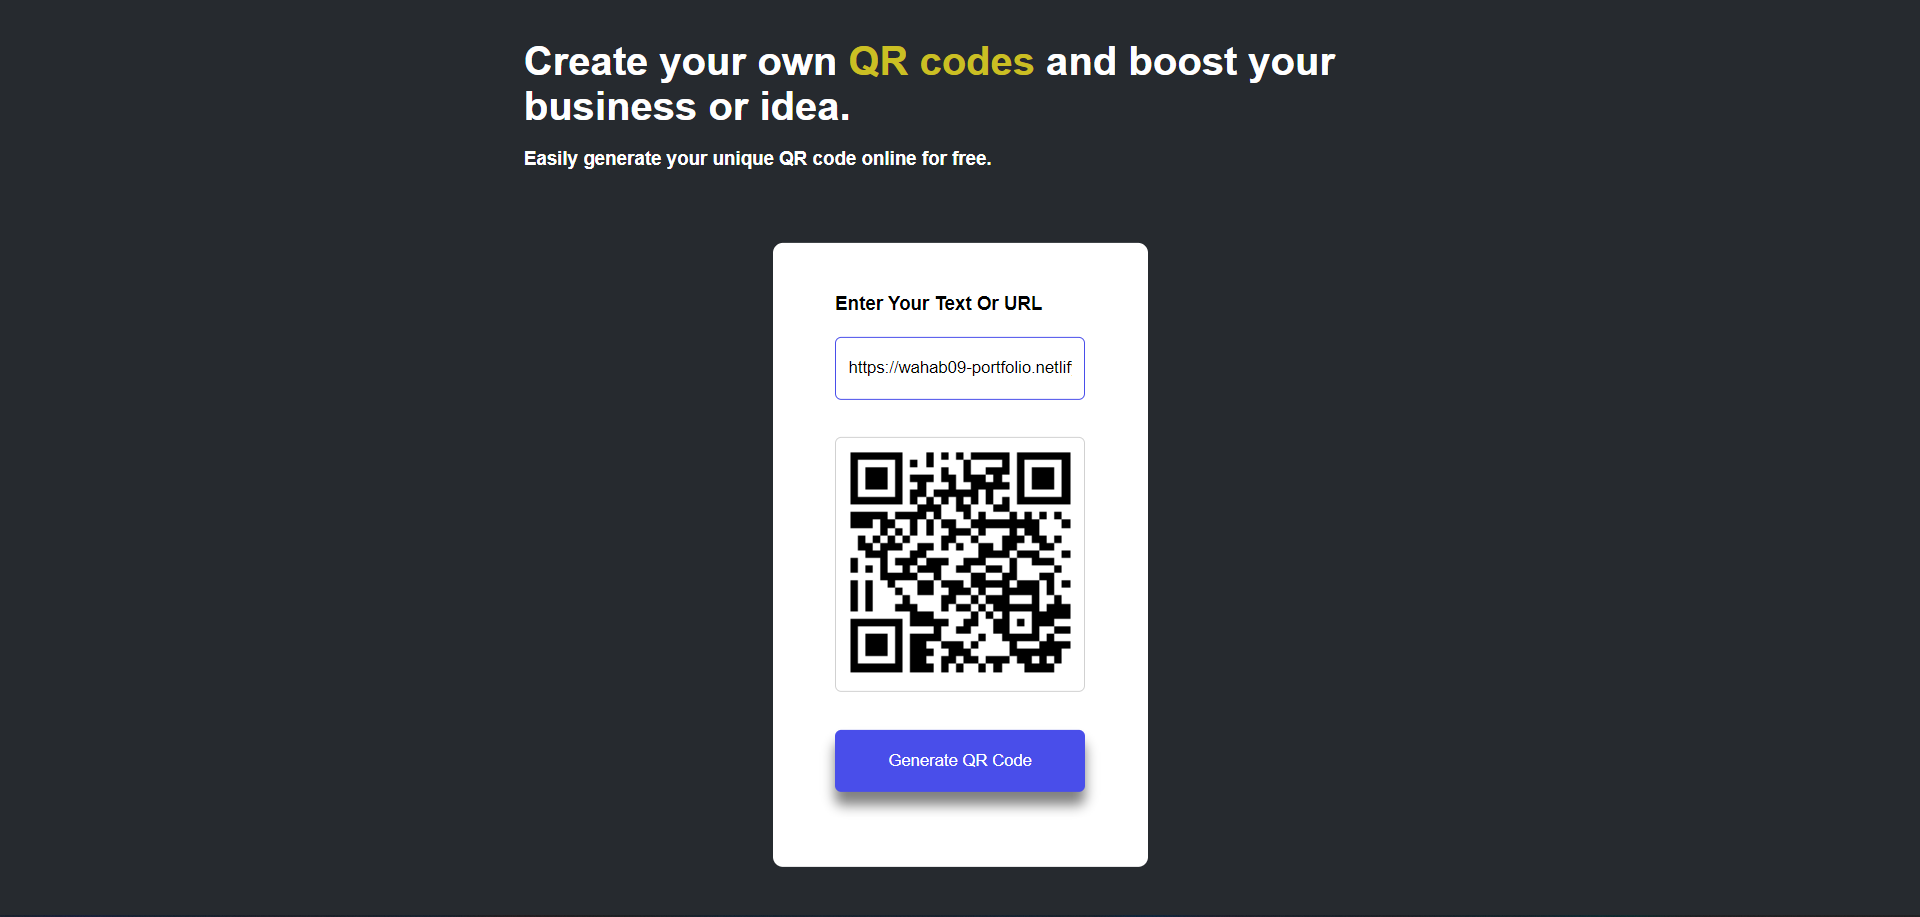 Create your own QR codes and boost your
business or idea.
Easily generate your unique QR code online for free.
Enter Your Text Or URL
https://wahab09-portfolio.netlif
Generate QR Code